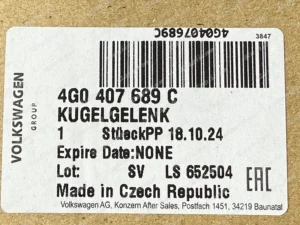 4G0407689C
3847
VOLKSWAGEN
GROUP
4G0 407 689 C
KUGELGELENK
1 StüeckPP 18.10.24
Expire Date:NONE
Lot: SV LS 652504
Made in Czech Republic
EAC
Volkswagen AG, Konzern After Sales, Postfach 1451, 34219 Baunatal